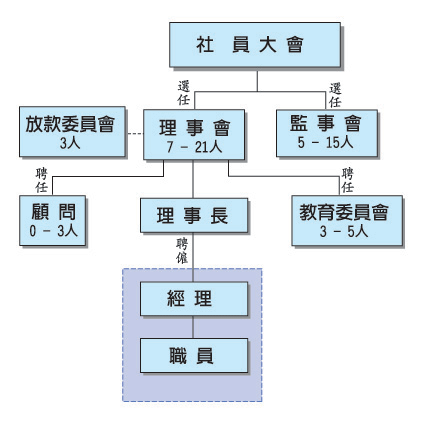 社員大會
選任
選任
放款委員會
3人
理事會
7 - 21人
監事會
5 - 15人
聘任
聘任
顧問
0 - 3人
理事長
教育委員會
3 - 5人
聘僱
經理
職員